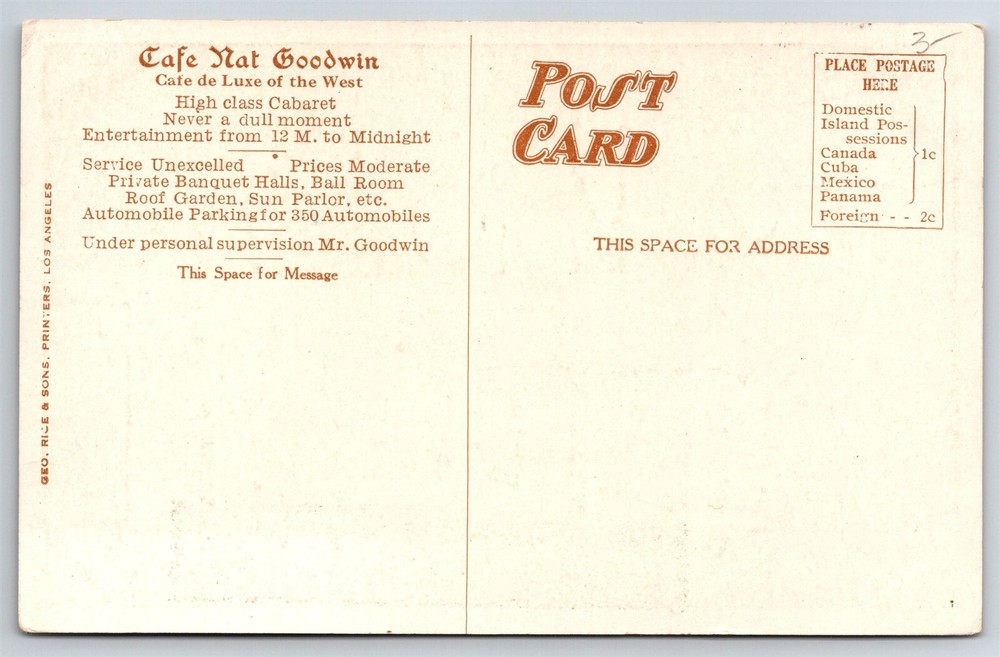 Cafe Nat Goodwin
Cafe de Luxe of the West
High class Cabaret
Never a dull moment
Entertainment from 12 M. to Midnight
Service Unexcelled Prices Moderate
Private Banquet Halls, Ball Room
Roof Garden, Sun Parlor, etc.
Automobile Parking for 350 Automobiles
Under personal supervision Mr. Goodwin
This Space for Message
GEO. RICE & SONS, PRINTERS, LOS ANGELES
POST
CARD
THIS SPACE FOR ADDRESS
3-
PLACE POSTAGE
HERE
Domestic
Island Pos-
sessions
Canada 1c
Cuba
Mexico
Panama
Foreign - - 2c